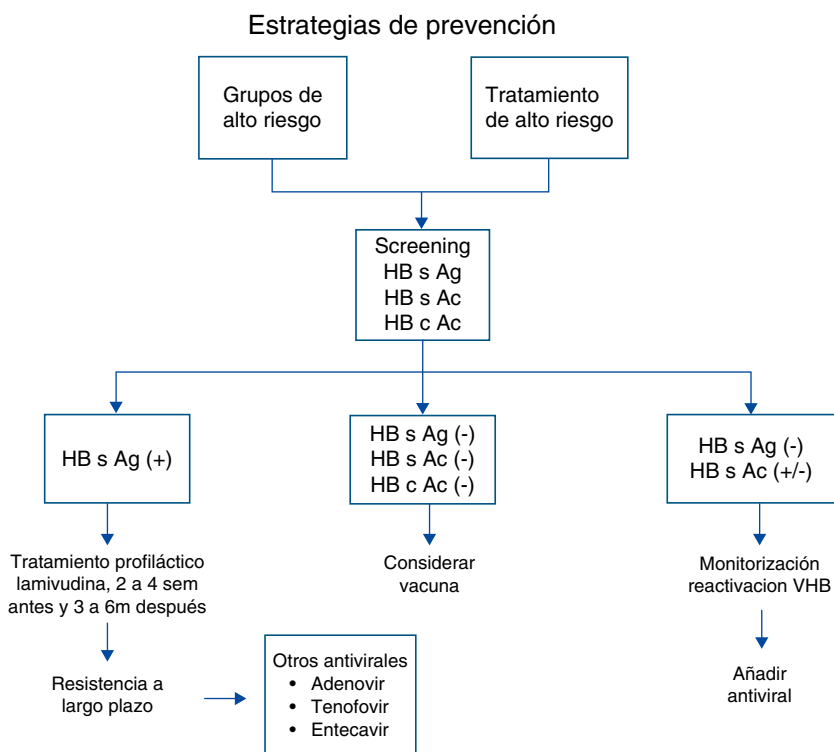 Estrategias de prevención
Grupos de
alto riesgo
Tratamiento
de alto riesgo
Screening
HB s Ag
HB s Ac
HB c Ac
HB s Ag (+)
HB s Ag (-)
HB s Ac (-)
HB c Ac (-)
HB s Ag (-)
HB s Ac (+/-)
Tratamiento profiláctico
lamivudina, 2 a 4 sem
antes y 3 a 6m después
Considerar
vacuna
Monitorización
reactivacion VHB
Resistencia a
largo plazo
Otros antivirales
• Adenovir
• Tenofovir
• Entecavir
Añadir
antiviral